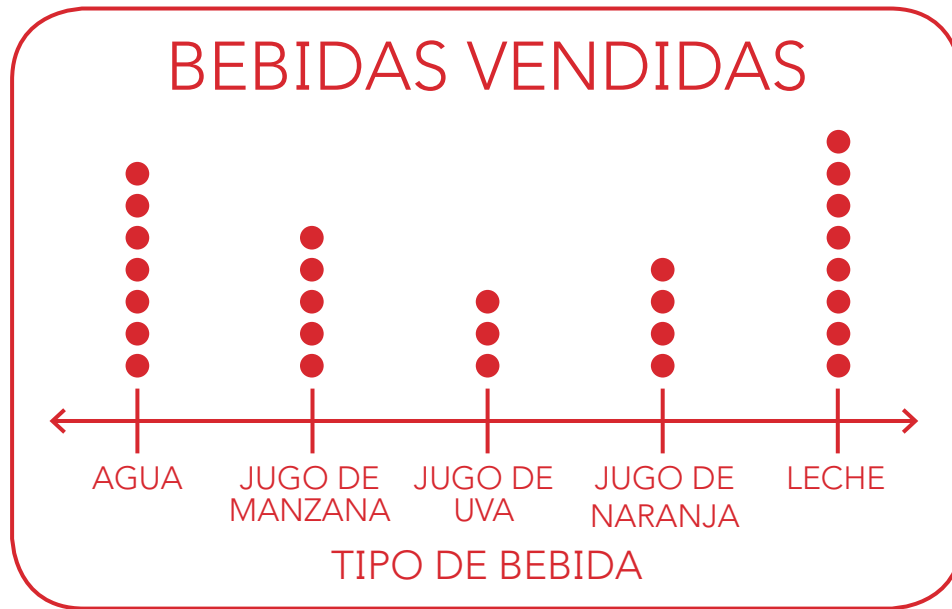 BEBIDAS VENDIDAS
AGUA
JUGO DE
MANZANA
JUGO DE
UVA
JUGO DE
NARANJA
LECHE
TIPO DE BEBIDA